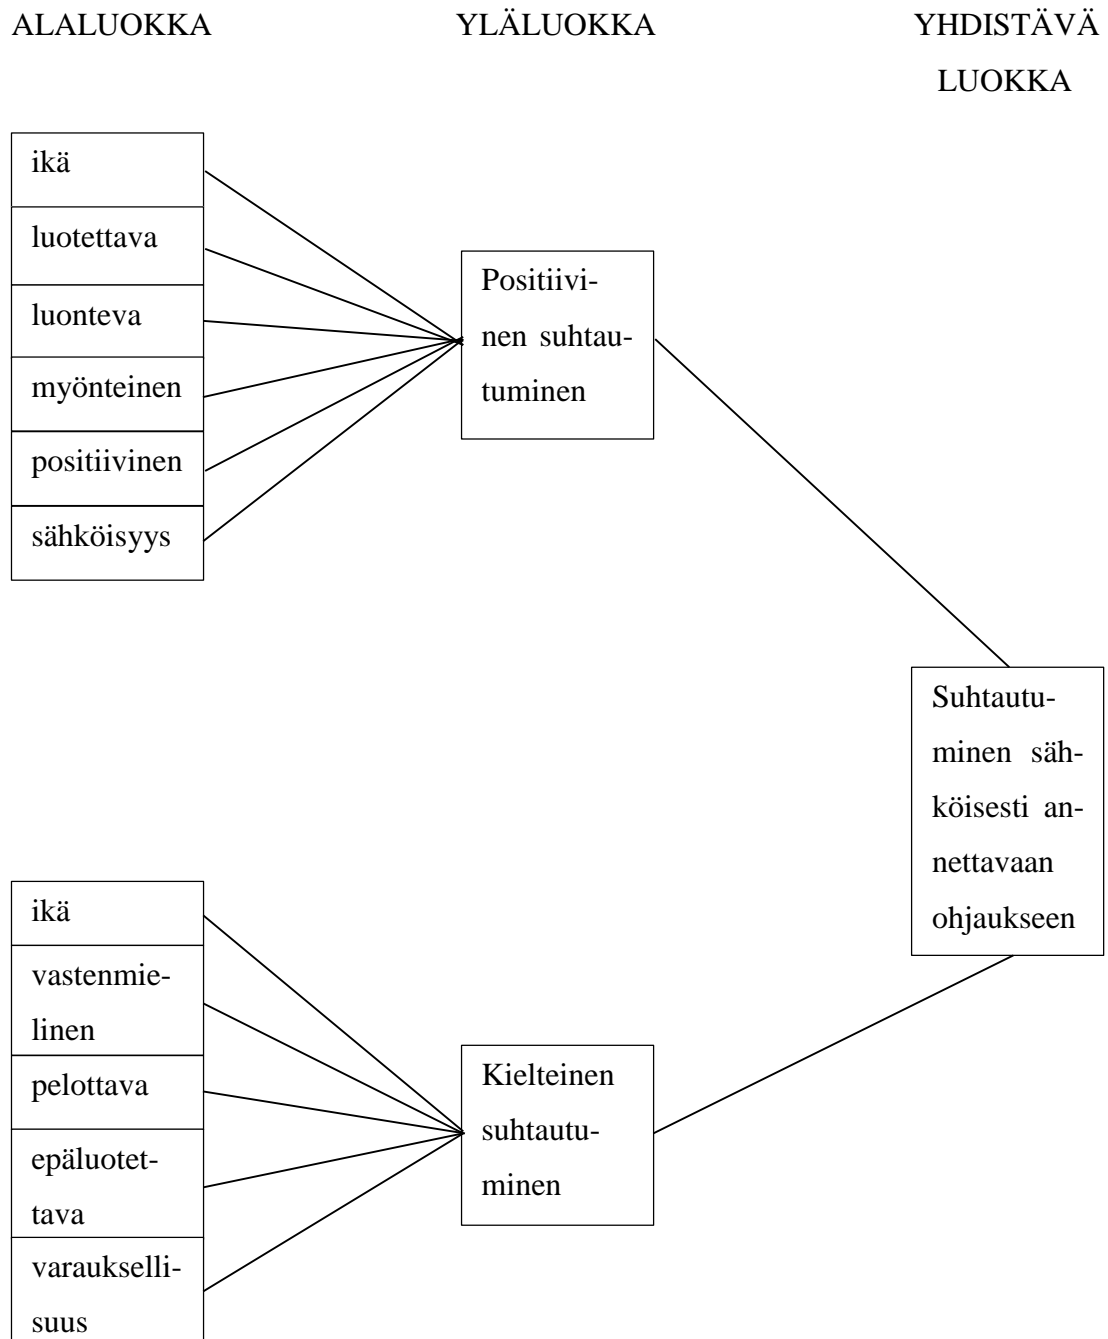 ALALUOKKA YLÄLUOKKA YHDISTÄVÄ
LUOKKA
ikä
luotettava
luonteva
myönteinen
positiivinen
sähköisyys
Positiivi-
nen suhtau-
tuminen
Suhtautu-
minen säh-
köisesti an-
nettavaan
ohjaukseen
ikä
vastenmie-
linen
pelottava
epäluotet-
tava
varaukselli-
suus
Kielteinen
suhtautu-
minen